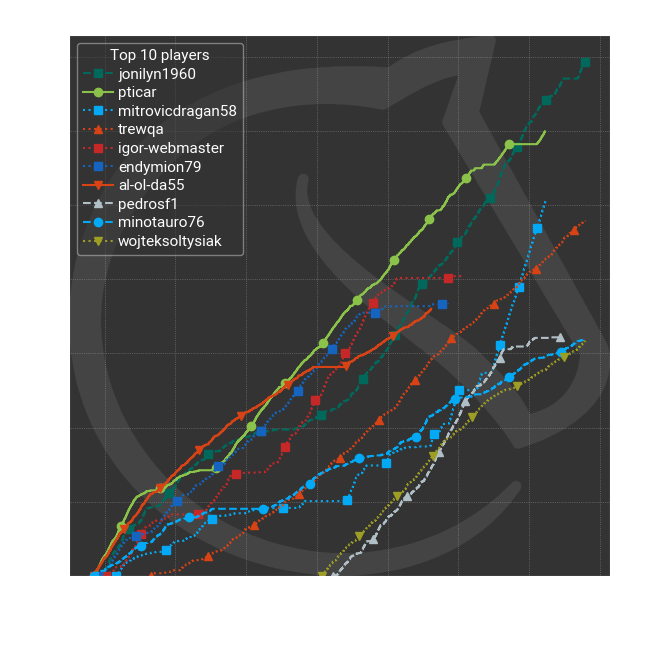 Top 10 players
jonilyn1960
pticar
mitrovicdragan58
trewqa
igor-webmaster
endymion79
al-ol-da55
pedrosf1
minotauro76
wojteksoltysiak